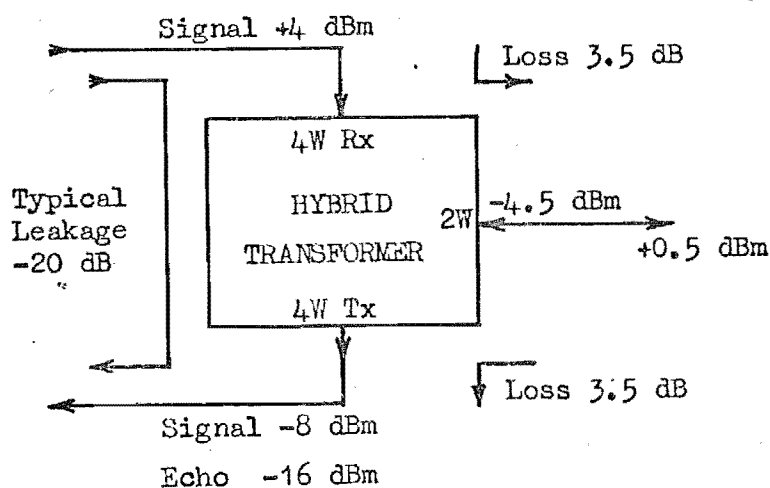 Signal +4 dBm
Loss 3.5 dB
4W Rx
Typical
Leakage
-20 dB
HYBRID
TRANSFORMER
2W
-4.5 dBm
+0.5 dBm
4W Tx
Loss 3.5 dB
Signal -8 dBm
Echo -16 dBm